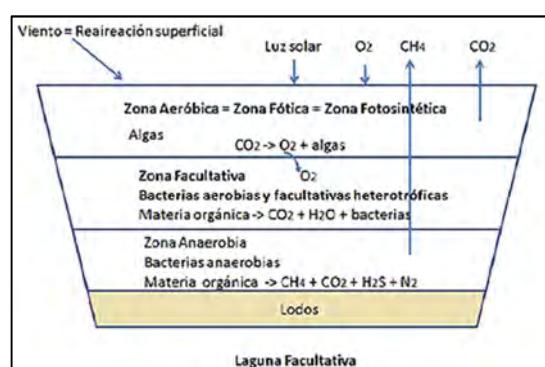 Viento = Reaireación superficial
Luz solar O2 CH4 CO2
Zona Aeróbica = Zona Fótica = Zona Fotosintética
Algas
CO2 -> O2 + algas
Zona Facultativa O2
Bacterias aerobias y facultativas heterotróficas
Materia orgánica -> CO2 + H2O + bacterias
Zona Anaerobia
Bacterias anaerobias
Materia orgánica -> CH4 + CO2 + H2S + N2
Lodos
Laguna Facultativa